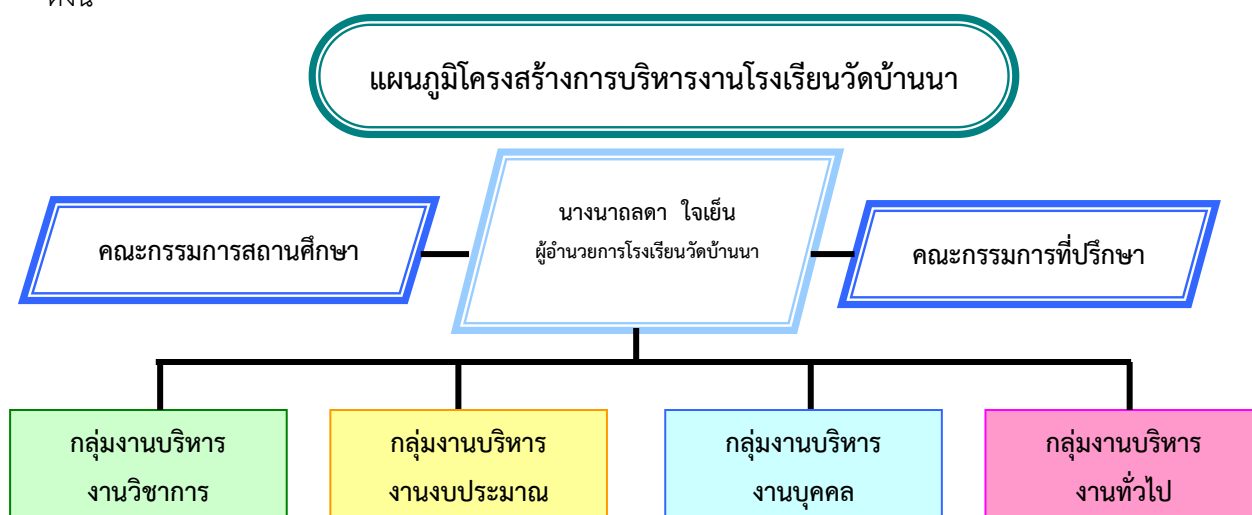 ดังนี้
แผนภูมิโครงสร้างการบริหารงานโรงเรียนวัดบ้านนา
นางนาถลดา ใจเย็น
ผู้อำนวยการโรงเรียนวัดบ้านนา
คณะกรรมการสถานศึกษา
คณะกรรมการที่ปรึกษา
กลุ่มงานบริหาร
งานวิชาการ
กลุ่มงานบริหาร
งานงบประมาณ
กลุ่มงานบริหาร
งานบุคคล
กลุ่มงานบริหาร
งานทั่วไป